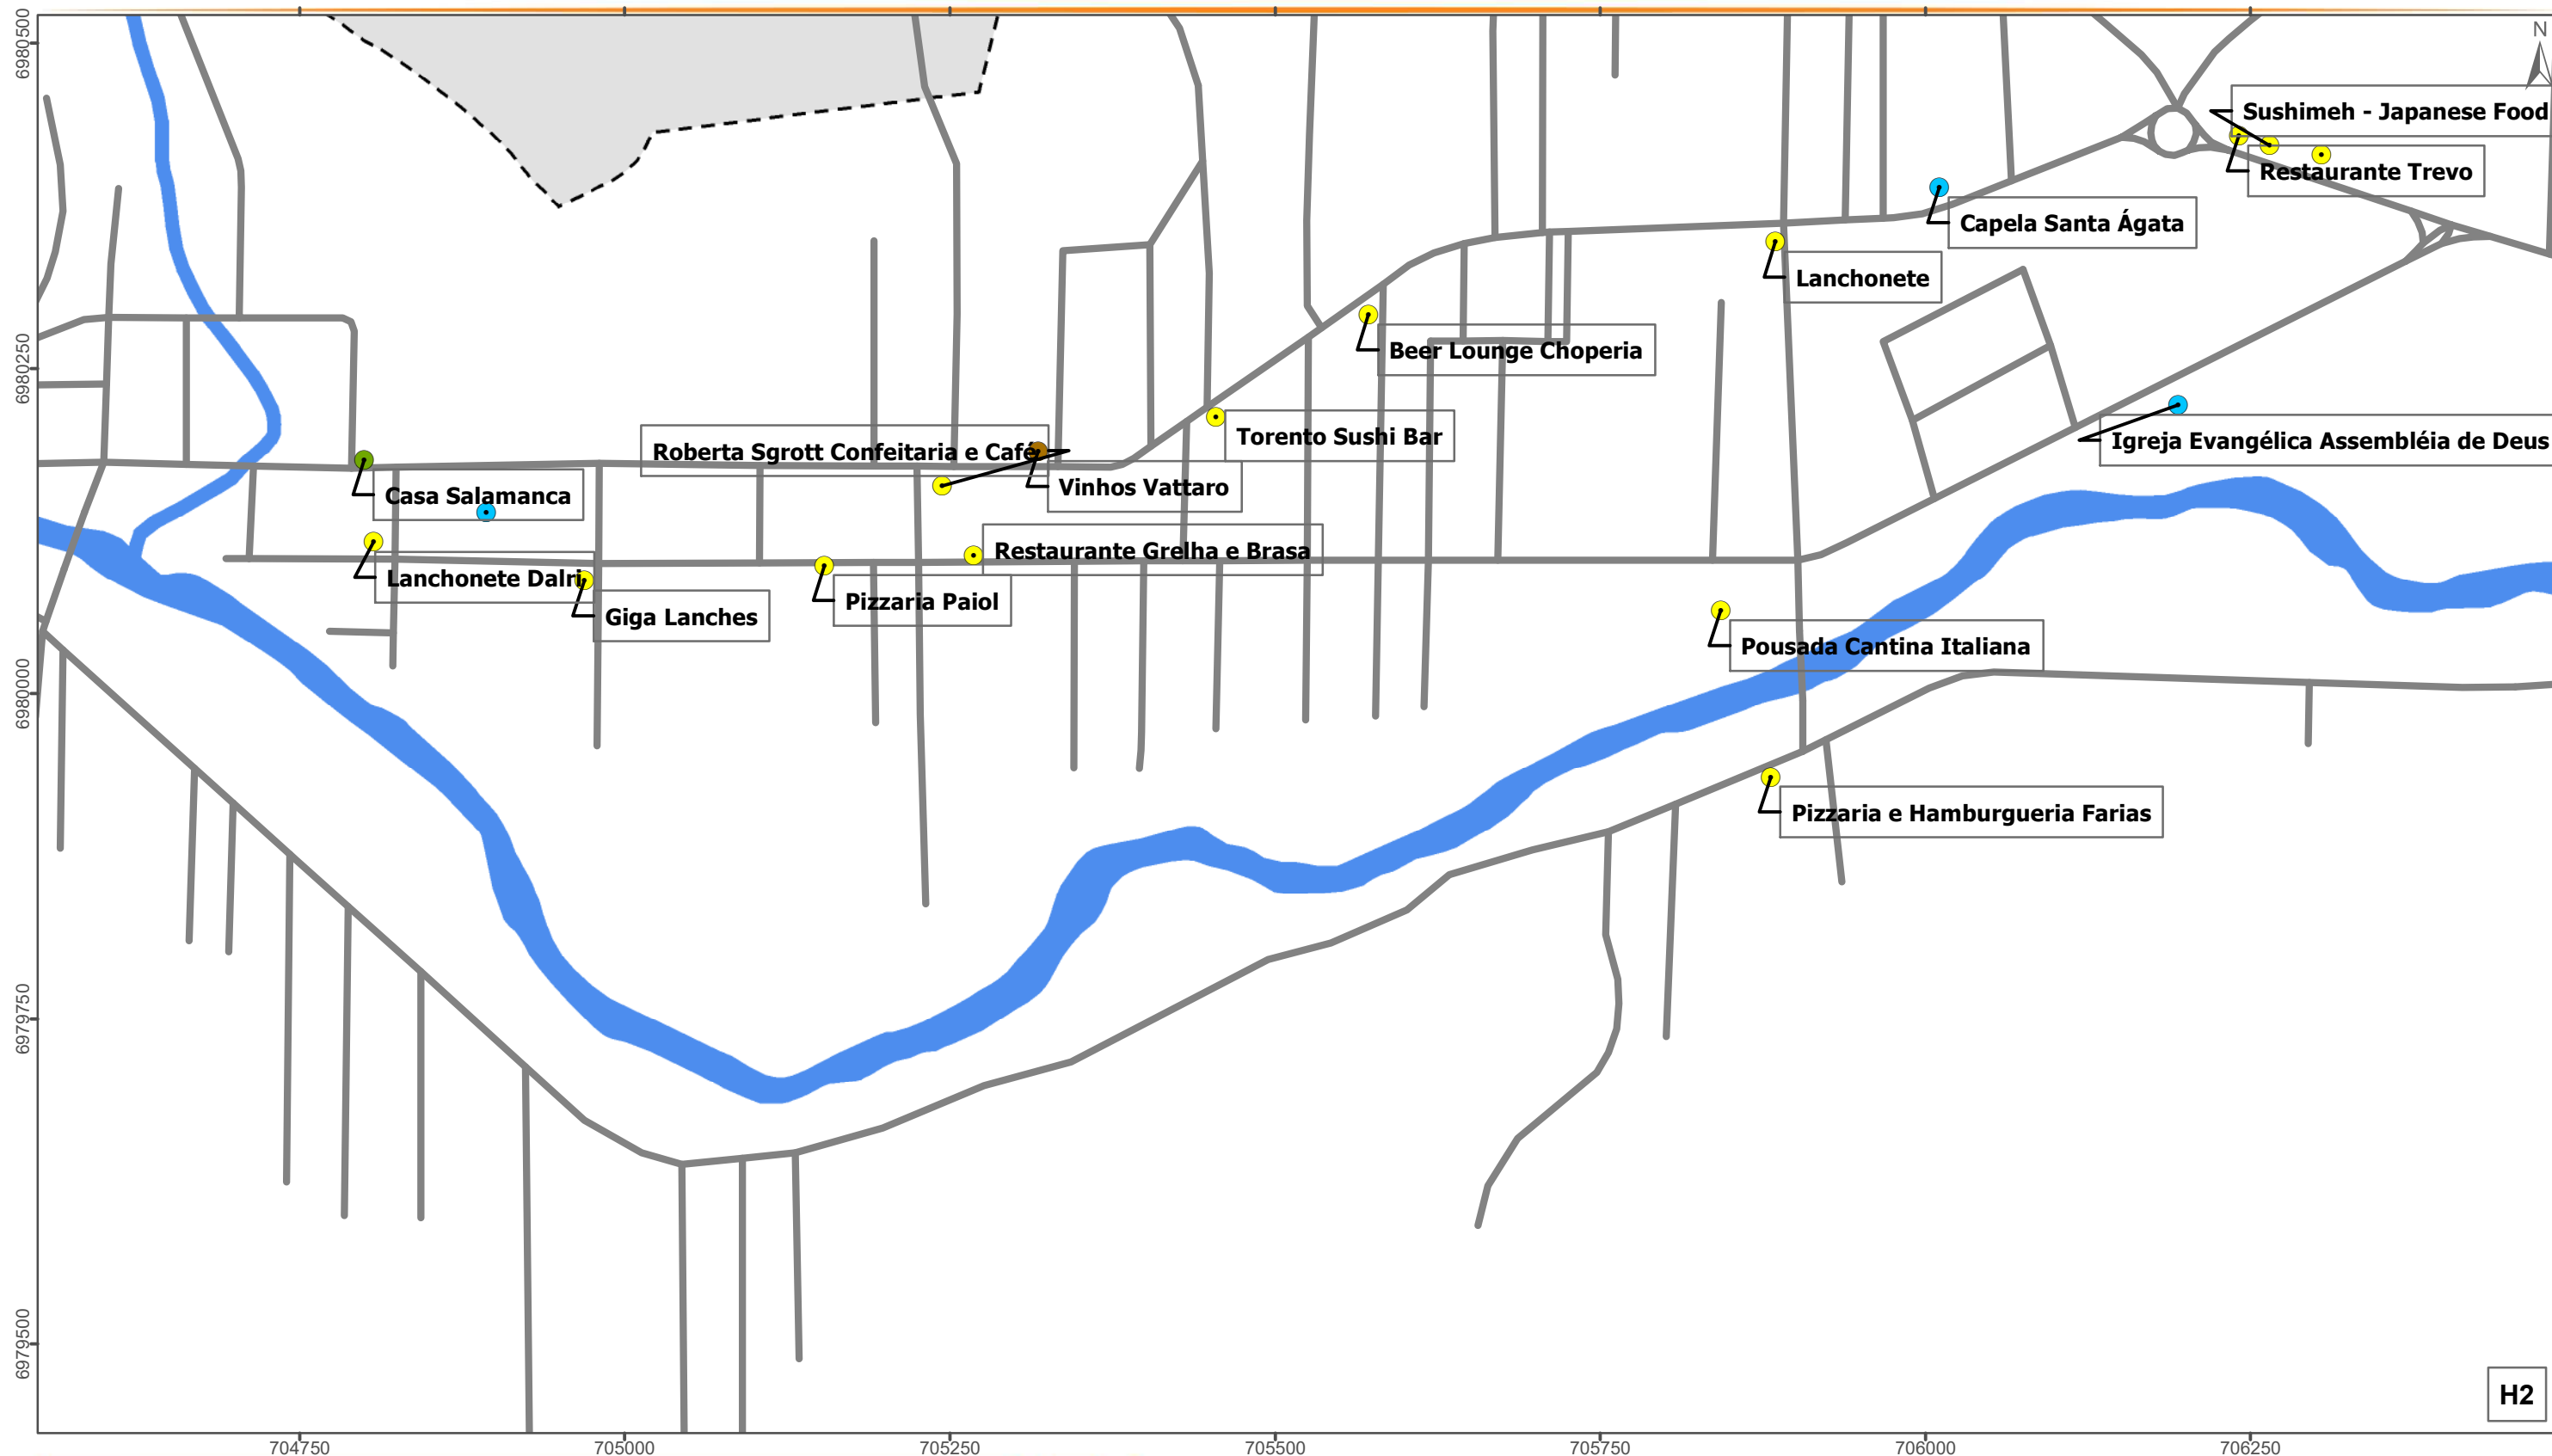 N
6980500
Sushimeh - Japanese Food
Restaurante Trevo
Capela Santa Ágata
Lanchonete
6980250
Beer Lounge Choperia
Torento Sushi Bar
Igreja Evangélica Assembléia de Deus
Roberta Sgrott Confeitaria e Café
Vinhos Vattaro
Casa Salamanca
Restaurante Grelha e Brasa
Lanchonete Dalri
Pizzaria Paiol
Giga Lanches
Pousada Cantina Italiana
6980000
Pizzaria e Hamburgueria Farias
6979750
6979500
H2
704750 705000 705250 705500 705750 706000 706250